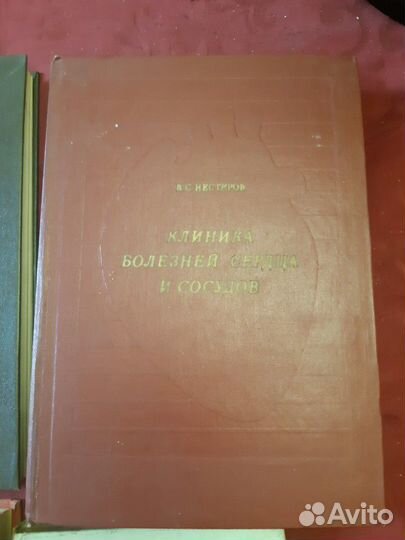 В. С. НЕСТЕРОВ
КЛИНИКА
БОЛЕЗНЕЙ СЕРДЦА
И СОСУДОВ
Avito